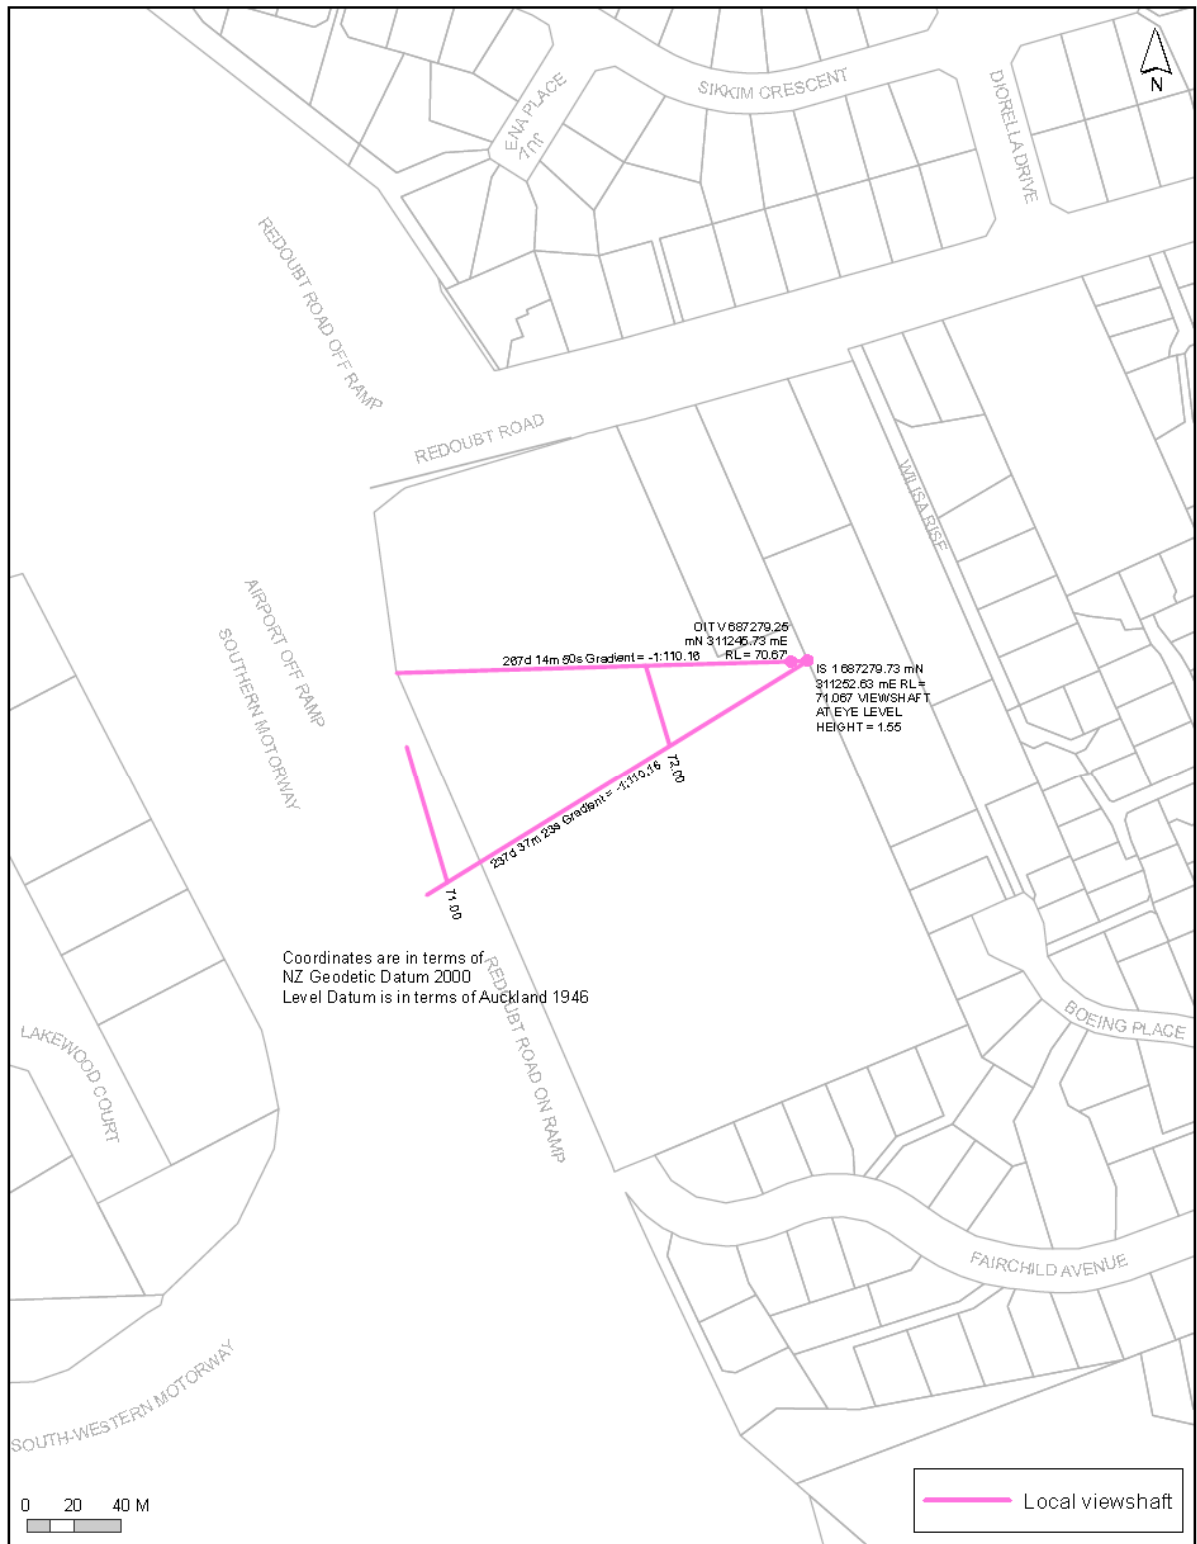 SIKKIM CRESCENT
N
ENA PLACE
DIORELLA DRIVE
REDOUBT ROAD OFF RAMP
REDOUBT ROAD
WILISA RISE
AIRPORT OFF RAMP
SOUTHERN MOTORWAY
OIT V 687279.25
mN 311245.73 mE
RL = 70.67
267d 14m 50s Gradient = -1:110.16
IS 1 687279.73 mN
311252.63 mE RL =
71.067 VIEWSHAFT
AT EYE LEVEL
HEIGHT = 1.55
72.00
237d 37m 23s Gradient = -1:110.16
71.00
Coordinates are in terms of
NZ Geodetic Datum 2000
Level Datum is in terms of Auckland 1946
REDOUBT ROAD ON RAMP
LAKEWOOD COURT
BOEING PLACE
FAIRCHILD AVENUE
SOUTH-WESTERN MOTORWAY
0 20 40 M
Local viewshaft